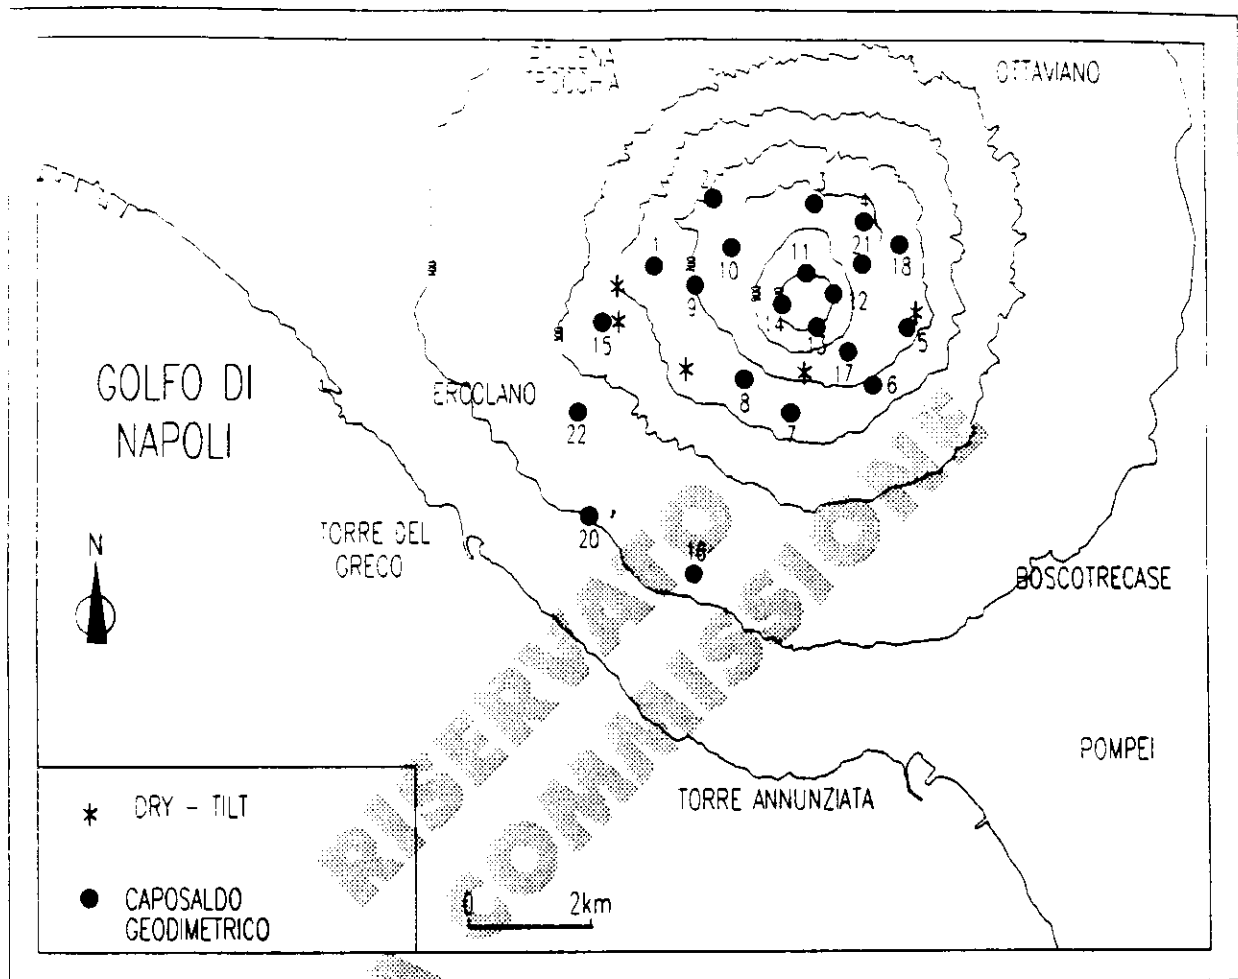 OTTAVIANO
3
4
1
11
21
10
18
9
12
14
13
5
15
17
GOLFO DI
NAPOLI
ERCOLANO
8
6
22
7
20
TORRE DEL
GRECO
16
BOSCOTRECASE
N
POMPEI
TORRE ANNUNZIATA
DRY - TILT
CAPOSALDO
GEODIMETRICO
0 2km
RISERVATO
COMMISSIONE